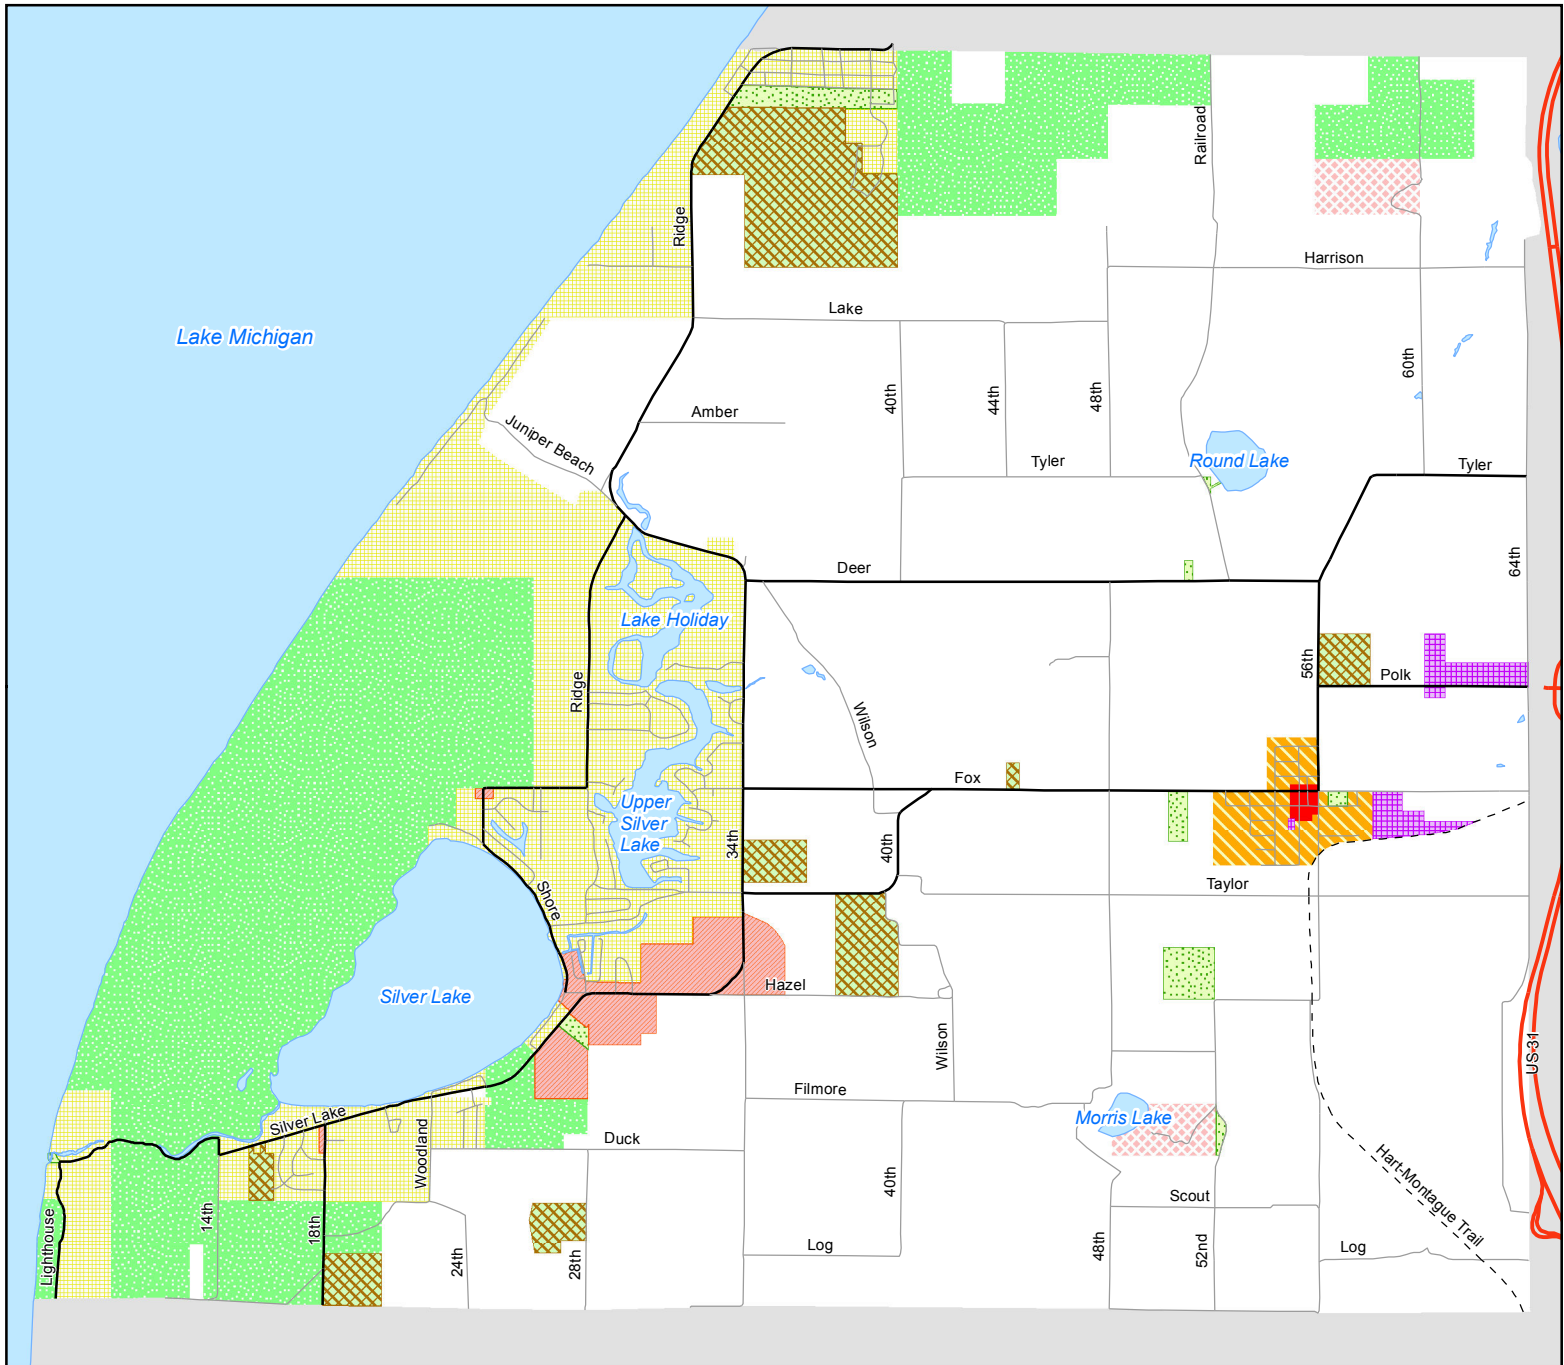 Railroad
Ridge
Harrison
Lake
Lake Michigan
60th
40th
44th
48th
Amber
Juniper Beach
Tyler
Round Lake
Tyler
64th
Deer
Lake Holiday
56th
Polk
Ridge
Wilson
Fox
Upper
Silver
Lake
34th
40th
Shore
Taylor
Hazel
Silver Lake
Wilson
US-31
Filmore
Silver Lake
Morris Lake
Duck
Woodland
Hart-Montague Trail
40th
Scout
14th
18th
Lighthouse
24th
28th
Log
48th
52nd
Log